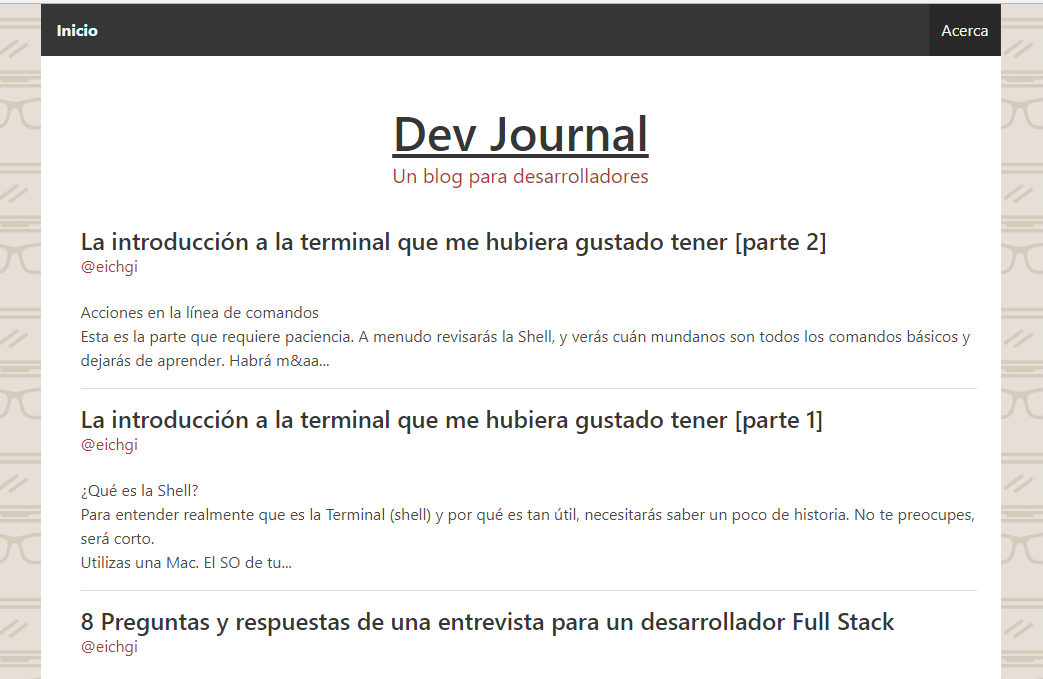 Inicio
Acerca
Dev Journal
Un blog para desarrolladores
La introducción a la terminal que me hubiera gustado tener [parte 2]
@eichgi
Acciones en la línea de comandos
Esta es la parte que requiere paciencia. A menudo revisarás la Shell, y verás cuán mundanos son todos los comandos básicos y
dejarás de aprender. Habrá m&aa...
La introducción a la terminal que me hubiera gustado tener [parte 1]
@eichgi
¿Qué es la Shell?
Para entender realmente que es la Terminal (shell) y por qué es tan útil, necesitarás saber un poco de historia. No te preocupes,
será corto.
Utilizas una Mac. El SO de tu...
8 Preguntas y respuestas de una entrevista para un desarrollador Full Stack
@eichgi